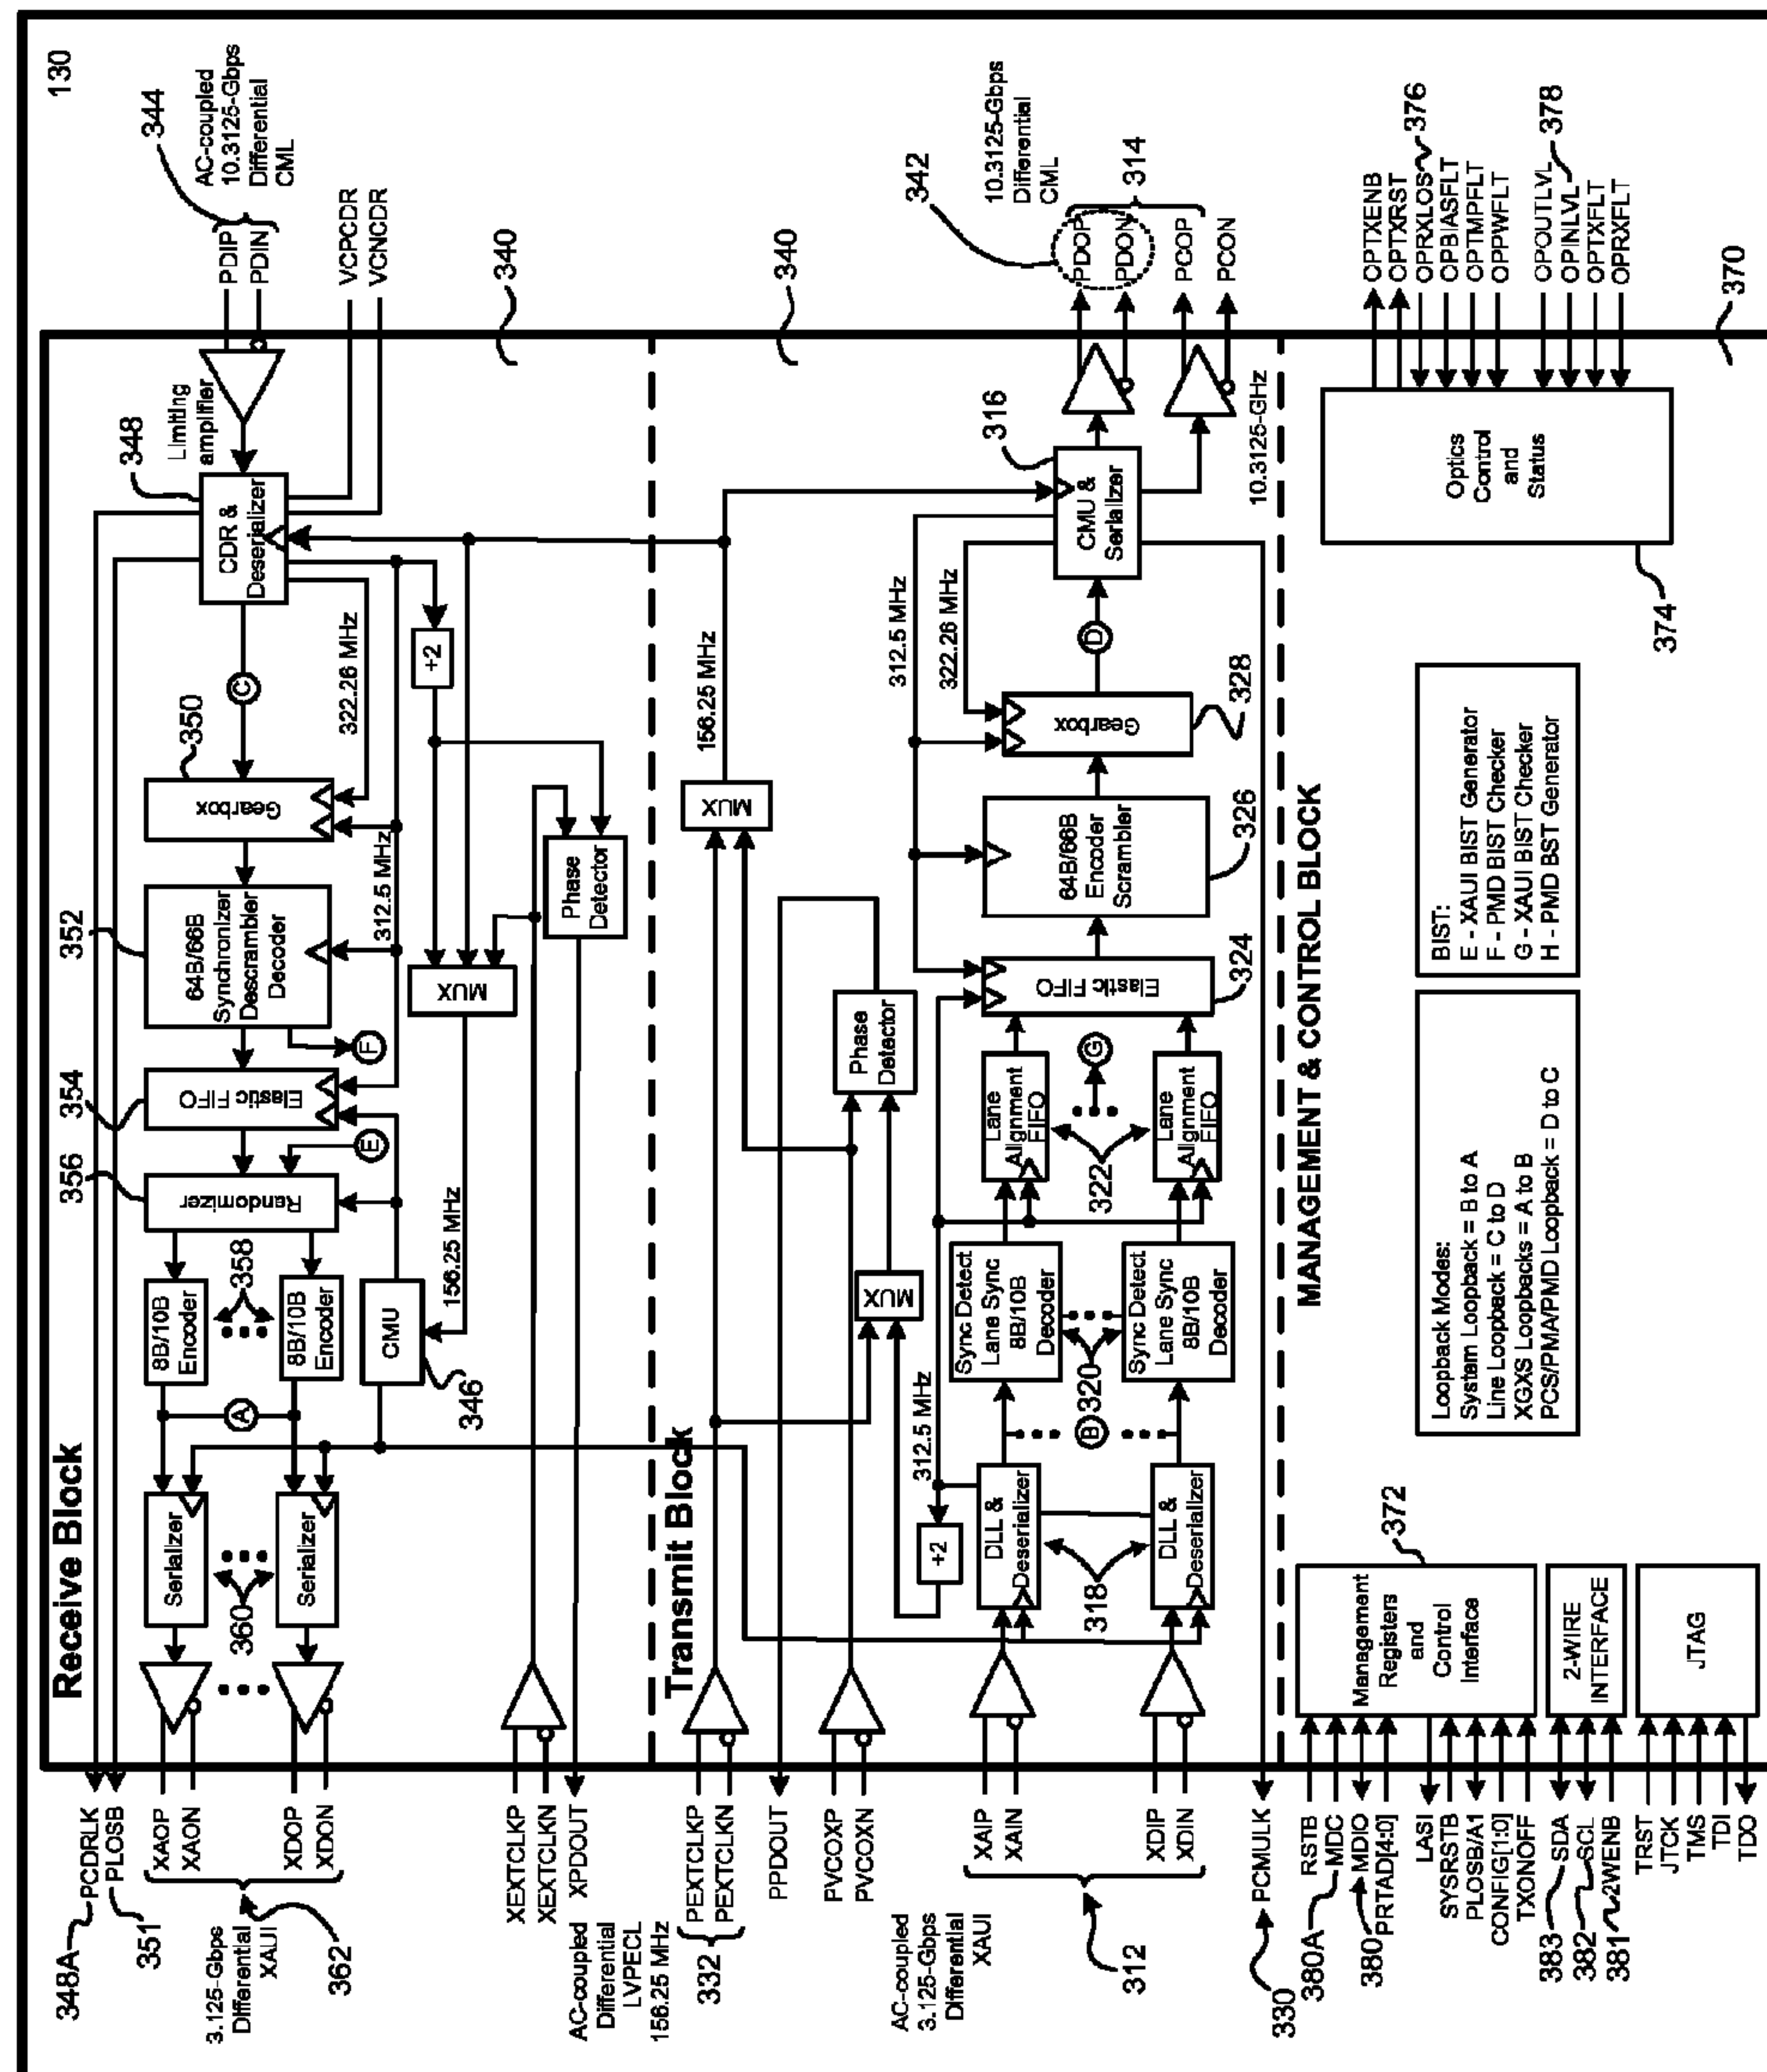 130
Receive Block
348A
PCDRLK
351
PLOSB
XAOP
XAON
XDOP
XDON
3.125-Gbps
Differential
XAUI
362
XEXTCLKP
XEXTCLKN
XPDOUT
AC-coupled
Differential
LVPECL
156.25 MHz
Serializer
360
Serializer
A
8B/10B
Encoder
358
8B/10B
Encoder
CMU
346
156.25 MHz
356
Randomizer
E
354
Elastic FIFO
F
352
64B/66B
Synchronizer
Descrambler
Decoder
312.5 MHz
MUX
350
Gearbox
C
322.26 MHz
Phase
Detector
÷2
348
CDR &
Deserializer
Limiting
amplifier
344
PDIP
PDIN
AC-coupled
10.3125-Gbps
Differential
CML
VCPCDR
VCNCDR
340
Transmit Block
332
PEXTCLKP
PEXTCLKN
PPDOUT
PVCOXP
PVCOXN
AC-coupled
3.125-Gbps
Differential
XAUI
312
XAIP
XAIN
XDIP
XDIN
330
PCMULK
÷2
312.5 MHz
DLL &
Deserializer
318
DLL &
Deserializer
B
MUX
Sync Detect
Lane Sync
8B/10B
Decoder
320
Sync Detect
Lane Sync
8B/10B
Decoder
Phase
Detector
Lane
Alignment
FIFO
322
G
Lane
Alignment
FIFO
Elastic FIFO
324
MUX
156.25 MHz
64B/66B
Encoder
Scrambler
326
Gearbox
328
312.5 MHz
322.26 MHz
D
316
CMU &
Serializer
10.3125-GHz
340
342
PDOP
PDON
PCOP
PCON
10.3125-Gbps
Differential
CML
314
MANAGEMENT & CONTROL BLOCK
RSTB
380A
MDC
380
MDIO
PRTAD[4:0]
LASI
SYSRSTB
PLOSB/A1
CONFIG[1:0]
TXONOFF
383
SDA
382
SCL
381
2WENB
TRST
JTCK
TMS
TDI
TDO
372
Management
Registers
and
Control
Interface
2-WIRE
INTERFACE
JTAG
Loopback Modes:
System Loopback = B to A
Line Loopback = C to D
XGXS Loopbacks = A to B
PCS/PMA/PMD Loopback = D to C
BIST:
E - XAUI BIST Generator
F - PMD BIST Checker
G - XAUI BIST Checker
H - PMD BST Generator
374
Optics
Control
and
Status
OPTXENB
OPTXRST
OPRXLOS
376
OPBIASFLT
OPTMPFLT
OPPWFLT
OPOUTLVL
OPINLVL
378
OPTXFLT
OPRXFLT
370